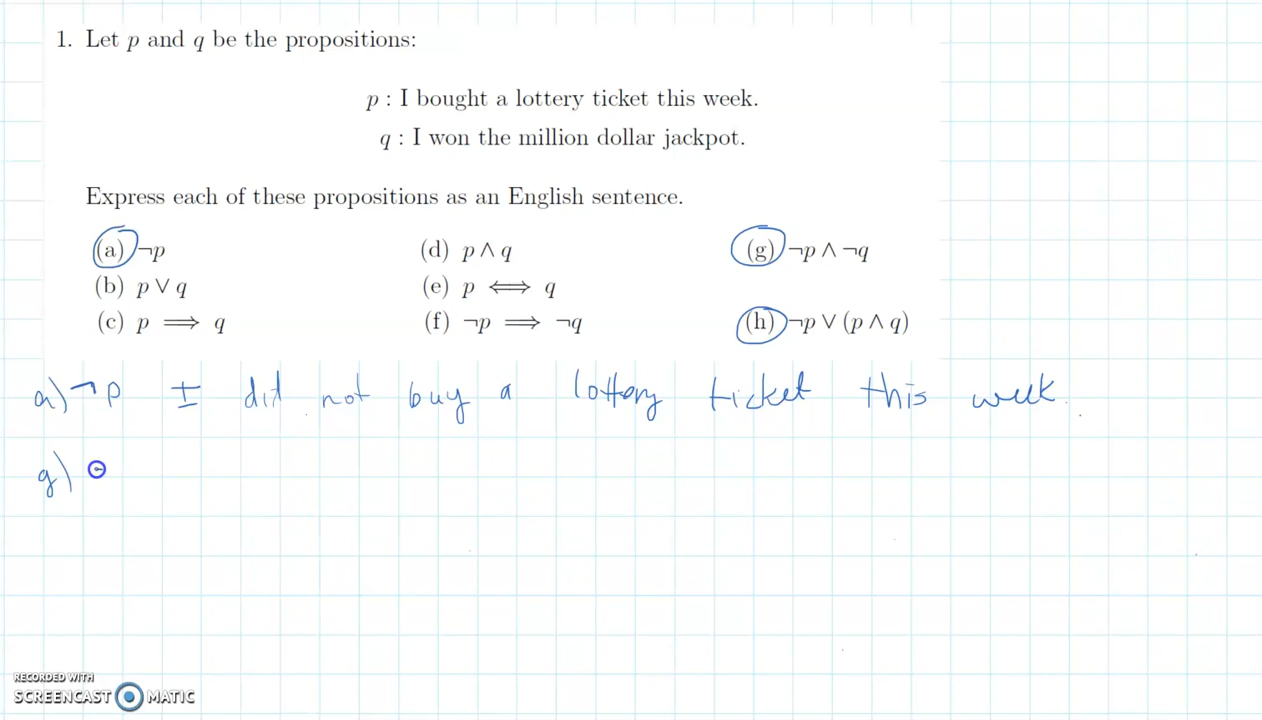 1. Let p and q be the propositions:
p : I bought a lottery ticket this week.
q : I won the million dollar jackpot.
Express each of these propositions as an English sentence.
(a) ¬p
(b) p ∨ q
(c) p ⟹ q
(d) p ∧ q
(e) p ⟺ q
(f) ¬p ⟹ ¬q
(g) ¬p ∧ ¬q
(h) ¬p ∨ (p ∧ q)
a) ¬p I did not buy a lottery ticket this week.
g)
RECORDED WITH
SCREENCAST MATIC